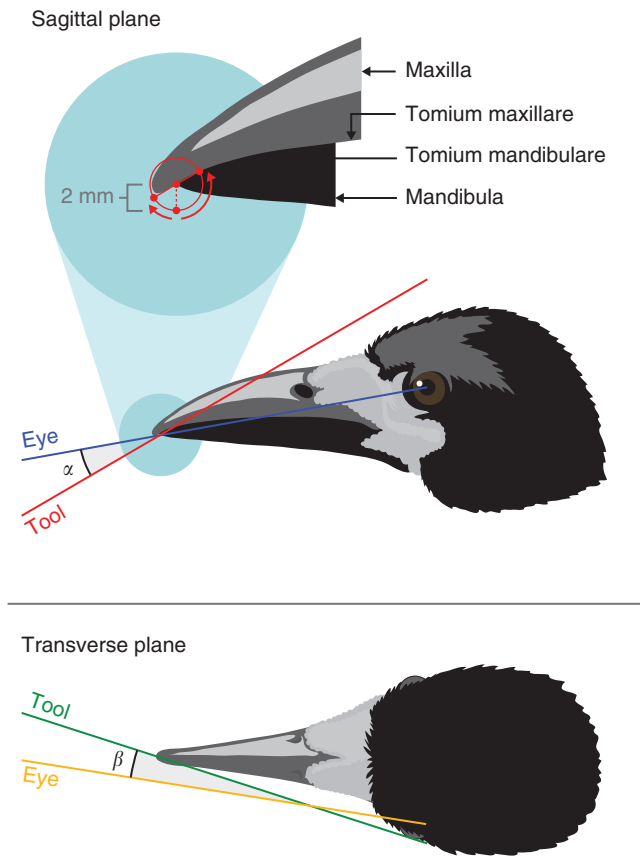 Sagittal plane
Maxilla
Tomium maxillare
Tomium mandibulare
Mandibula
2 mm
Eye
α
Tool
Transverse plane
Tool
β
Eye